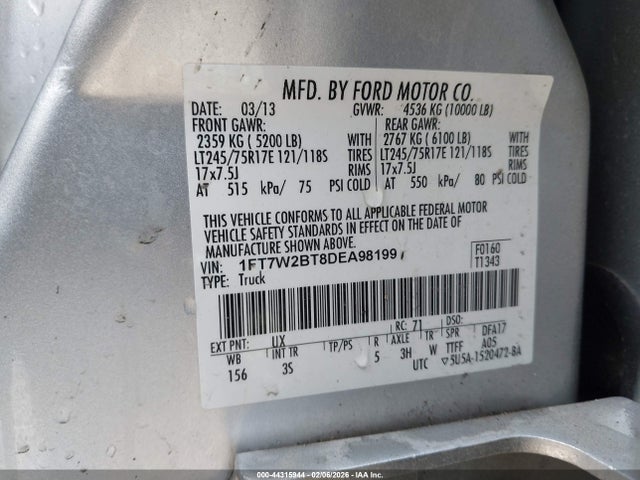 MFD. BY FORD MOTOR CO.
DATE: 03/13 GVWR: 4536 KG (10000 LB)
FRONT GAWR: REAR GAWR:
2359 KG ( 5200 LB) WITH 2767 KG ( 6100 LB) WITH
LT245/75R17E 121/118S TIRES LT245/75R17E 121/118S TIRES
17x7.5J RIMS 17x7.5J RIMS
AT 515 kPa/ 75 PSI COLD AT 550 kPa/ 80 PSI COLD
THIS VEHICLE CONFORMS TO ALL APPLICABLE FEDERAL MOTOR
VEHICLE SAFETY STANDARDS IN EFFECT ON THE DATE OF
MANUFACTURE SHOWN ABOVE.
VIN: 1FT7W2BT8DEA98199
TYPE: Truck
F0160
T1343
EXT PNT: UX RC: 71 DSO:
WB INT TR TP/PS R AXLE TR SPR DFA17
156 3S 5 3H W TTFF A05
UTC ▽5U5A-1520472-BA
000-44315944 - 02/06/2026 - IAAI.com